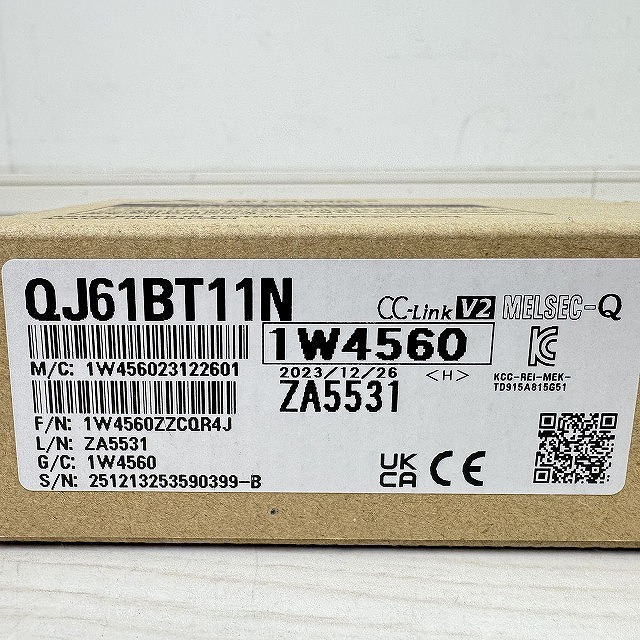 QJ61BT11N
CC-Link V2 MELSEC-Q
1W4560
M/C: 1W456023122601
2023/12/26 <H>
KCC-REI-MEK-
TD915A815G51
ZA5531
F/N: 1W4560ZZCQR4J
L/N: ZA5531
G/C: 1W4560
S/N: 251213253590399-B
UK
CA CE